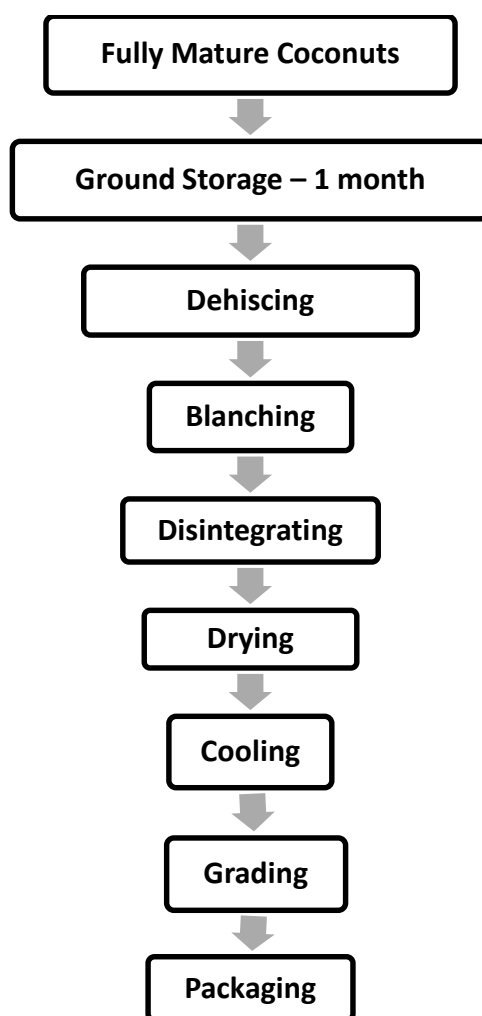 Fully Mature Coconuts
Ground Storage – 1 month
Dehiscing
Blanching
Disintegrating
Drying
Cooling
Grading
Packaging